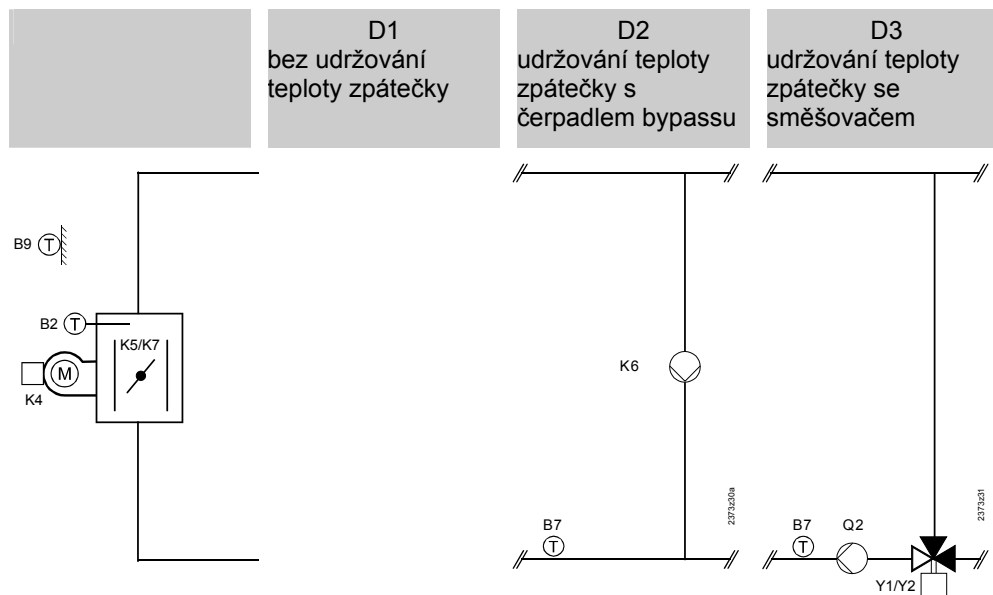 D1
bez udržování
teploty zpátečky
D2
udržování teploty
zpátečky s
čerpadlem bypassu
D3
udržování teploty
zpátečky se
směšovačem
B9 T
B2 T
K5/K7
M
K4
K6
2373z30a
B7
T
2373z31
B7 Q2
T
Y1/Y2